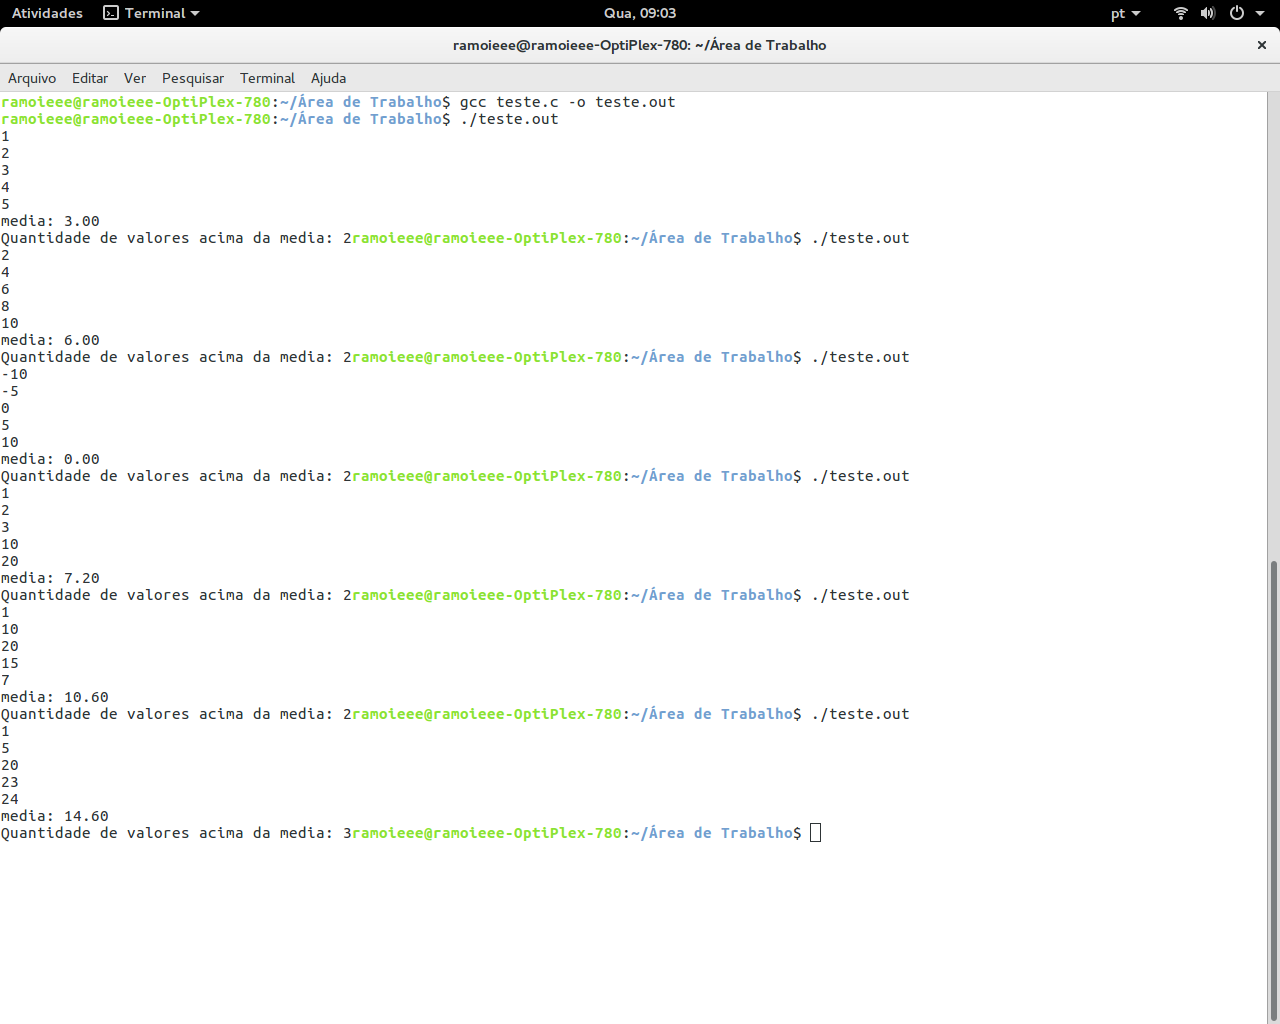 Atividades Terminal Qua, 09:03 pt
ramoieee@ramoieee-OptiPlex-780: ~/Área de Trabalho
Arquivo Editar Ver Pesquisar Terminal Ajuda
ramoieee@ramoieee-OptiPlex-780:~/Área de Trabalho$ gcc teste.c -o teste.out
ramoieee@ramoieee-OptiPlex-780:~/Área de Trabalho$ ./teste.out
1
2
3
4
5
media: 3.00
Quantidade de valores acima da media: 2ramoieee@ramoieee-OptiPlex-780:~/Área de Trabalho$ ./teste.out
2
4
6
8
10
media: 6.00
Quantidade de valores acima da media: 2ramoieee@ramoieee-OptiPlex-780:~/Área de Trabalho$ ./teste.out
-10
-5
0
5
10
media: 0.00
Quantidade de valores acima da media: 2ramoieee@ramoieee-OptiPlex-780:~/Área de Trabalho$ ./teste.out
1
2
3
10
20
media: 7.20
Quantidade de valores acima da media: 2ramoieee@ramoieee-OptiPlex-780:~/Área de Trabalho$ ./teste.out
1
10
20
15
7
media: 10.60
Quantidade de valores acima da media: 2ramoieee@ramoieee-OptiPlex-780:~/Área de Trabalho$ ./teste.out
1
5
20
23
24
media: 14.60
Quantidade de valores acima da media: 3ramoieee@ramoieee-OptiPlex-780:~/Área de Trabalho$